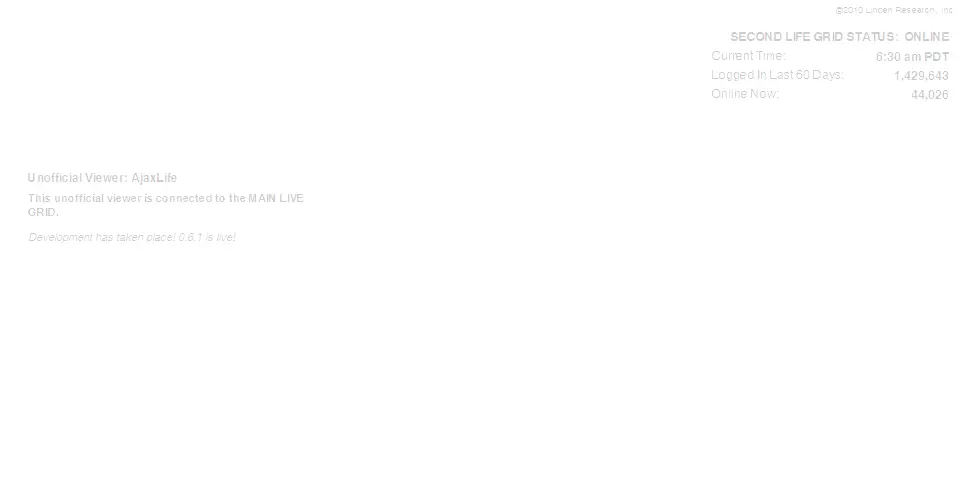 ©2010 Linden Research, Inc
SECOND LIFE GRID STATUS: ONLINE
Current Time: 6:30 am PDT
Logged In Last 60 Days: 1,429,643
Online Now: 44,026
Unofficial Viewer: AjaxLife
This unofficial viewer is connected to the MAIN LIVE
GRID.
Development has taken place! 0.6.1 is live!